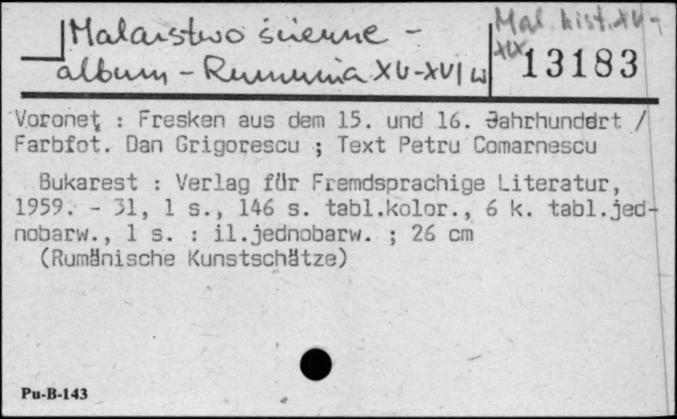 Malarstwo ścienne -
album - Rumunia XV-XVI w
Mal. hist. XV -
XIX
13183
Voroneţ : Fresken aus dem 15. und 16. Jahrhundert /
Farbfot. Dan Grigorescu ; Text Petru Comarnescu
Bukarest : Verlag für Fremdsprachige Literatur,
1959. - 31, 1 s., 146 s. tabl.kolor., 6 k. tabl.jed-
nobarw., 1 s. : il.jednobarw. ; 26 cm
(Rumänische Kunstschätze)
Pu-B-143